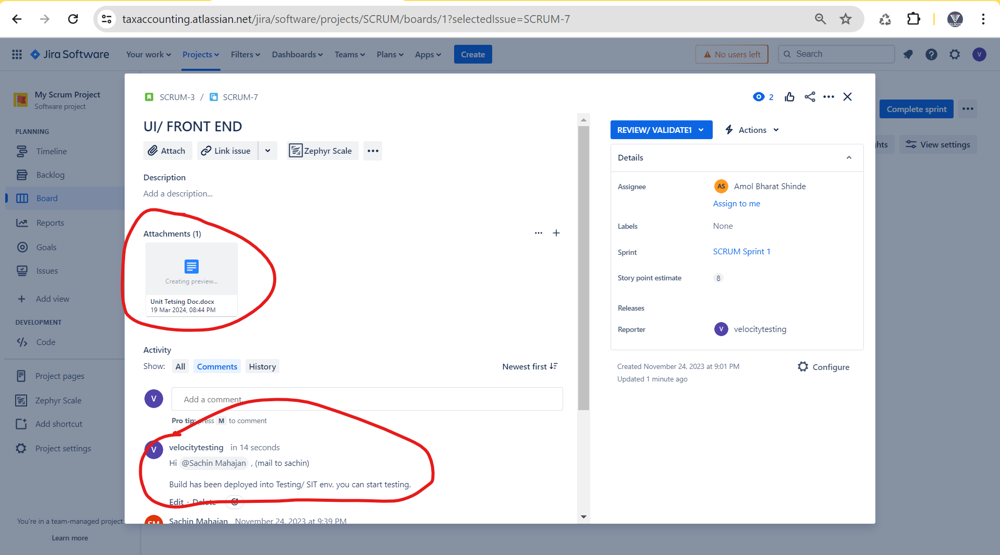 taxaccounting.atlassian.net/jira/software/projects/SCRUM/boards/1?selectedIssue=SCRUM-7
VELOCITY
Jira Software
Your work
Projects
Filters
Dashboards
Teams
Plans
Apps
Create
No users left
Search
V
My Scrum Project
Software project
PLANNING
Timeline
Backlog
Board
Reports
Goals
Issues
Add view
DEVELOPMENT
Code
Project pages
Zephyr Scale
Add shortcut
Project settings
You're in a team-managed project
Learn more
SCRUM-3 / SCRUM-7
2
UI/ FRONT END
Attach
Link issue
Zephyr Scale
Description
Add a description...
Attachments (1)
Creating preview...
Unit Tetsing Doc.docx
19 Mar 2024, 08:44 PM
Activity
Show:
All
Comments
History
Newest first
V
Add a comment...
Pro tip: press M to comment
V
velocitytesting in 14 seconds
Hi @Sachin Mahajan , (mail to sachin)
Build has been deployed into Testing/ SIT env. you can start testing.
Edit · Delete
SM
Sachin Mahajan November 24, 2023 at 9:39 PM
REVIEW/ VALIDATE1
Actions
Details
Assignee
AS
Amol Bharat Shinde
Assign to me
Labels
None
Sprint
SCRUM Sprint 1
Story point estimate
8
Releases
Reporter
V
velocitytesting
Created November 24, 2023 at 9:01 PM
Updated 1 minute ago
Configure
Complete sprint
ghts
View settings